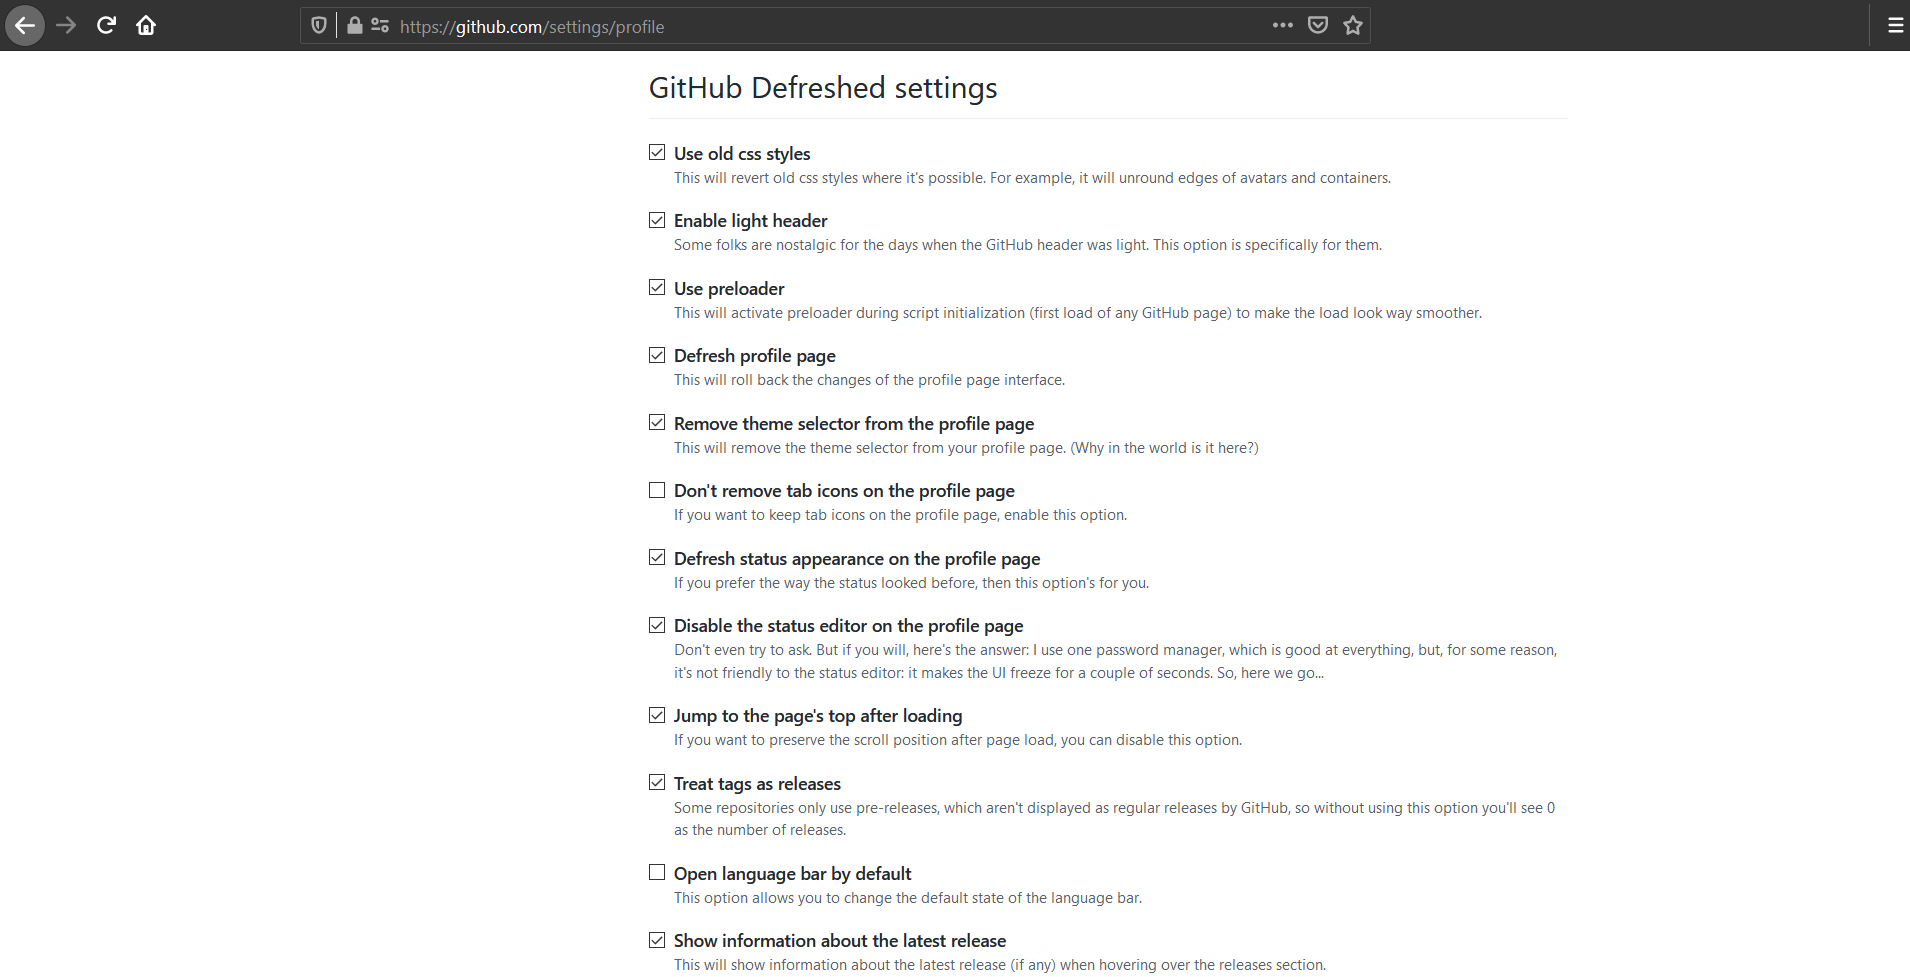 https://github.com/settings/profile
GitHub Defreshed settings
Use old css styles
This will revert old css styles where it's possible. For example, it will unround edges of avatars and containers.
Enable light header
Some folks are nostalgic for the days when the GitHub header was light. This option is specifically for them.
Use preloader
This will activate preloader during script initialization (first load of any GitHub page) to make the load look way smoother.
Defresh profile page
This will roll back the changes of the profile page interface.
Remove theme selector from the profile page
This will remove the theme selector from your profile page. (Why in the world is it here?)
Don't remove tab icons on the profile page
If you want to keep tab icons on the profile page, enable this option.
Defresh status appearance on the profile page
If you prefer the way the status looked before, then this option's for you.
Disable the status editor on the profile page
Don't even try to ask. But if you will, here's the answer: I use one password manager, which is good at everything, but, for some reason,
it's not friendly to the status editor: it makes the UI freeze for a couple of seconds. So, here we go...
Jump to the page's top after loading
If you want to preserve the scroll position after page load, you can disable this option.
Treat tags as releases
Some repositories only use pre-releases, which aren't displayed as regular releases by GitHub, so without using this option you'll see 0
as the number of releases.
Open language bar by default
This option allows you to change the default state of the language bar.
Show information about the latest release
This will show information about the latest release (if any) when hovering over the releases section.